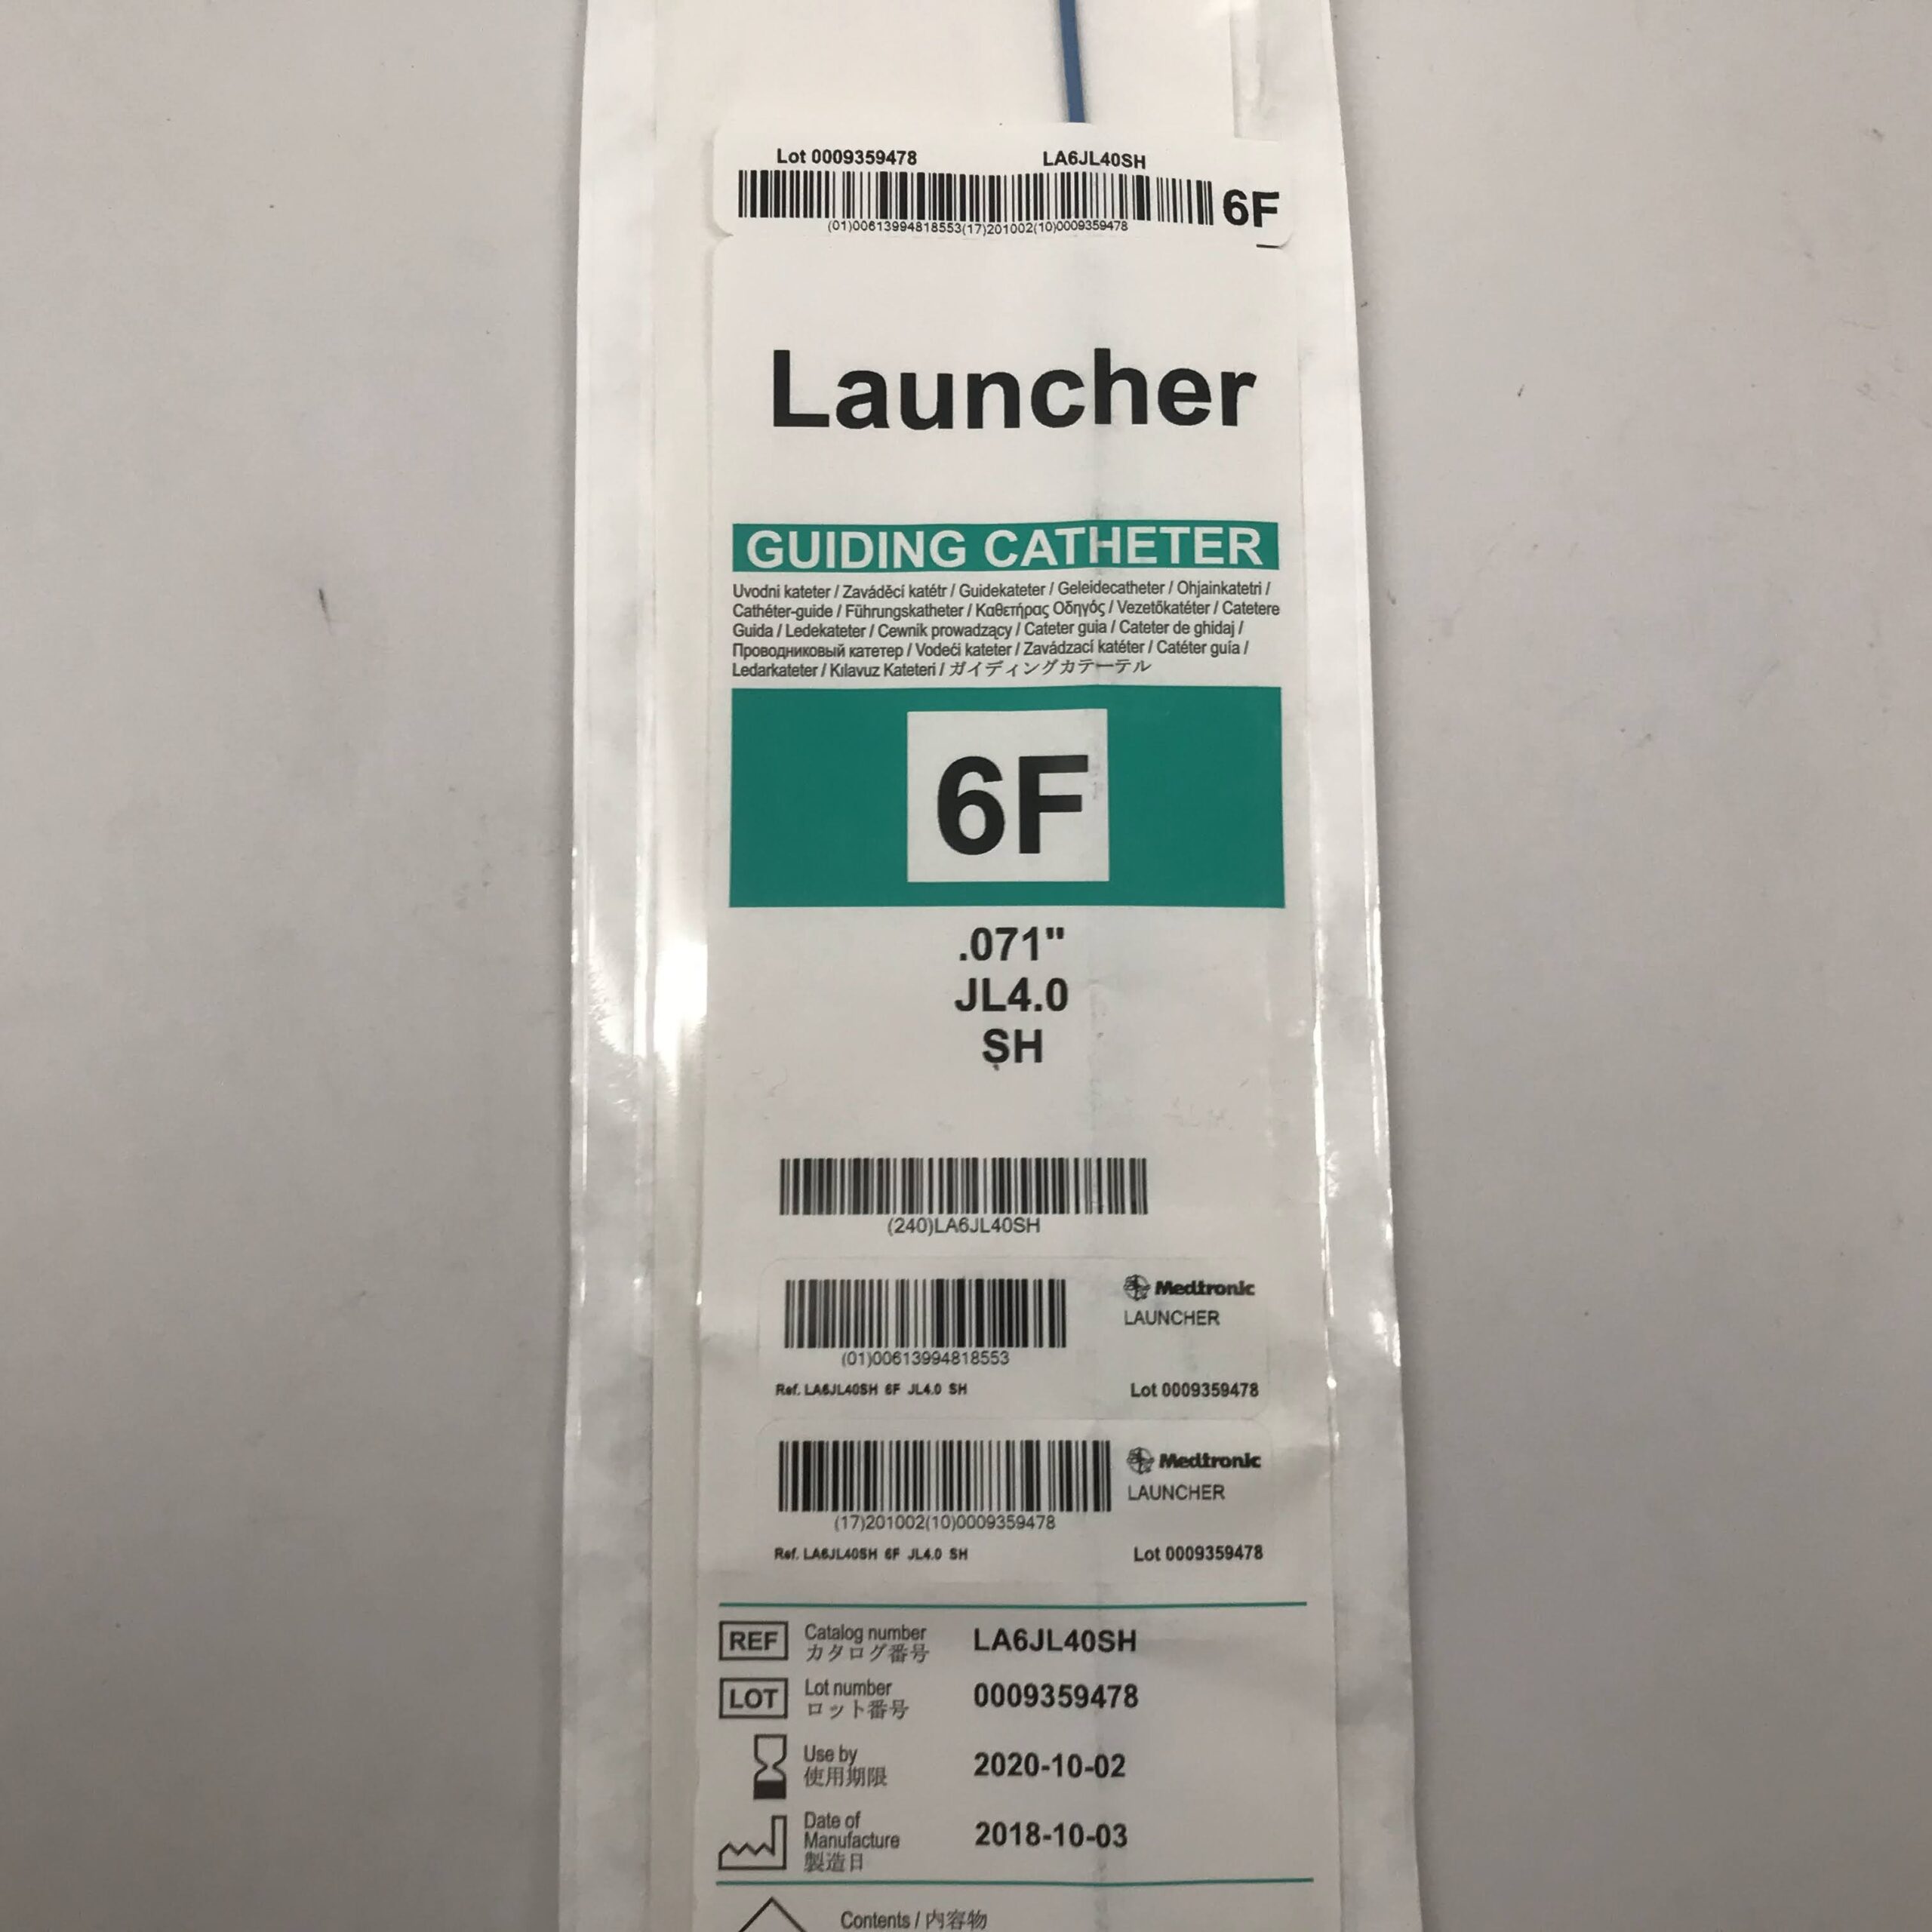 Lot 0009359478 LA6JL40SH
6F
(01)00613994818553(17)201002(10)0009359478
Launcher
GUIDING CATHETER
Uvodni kateter / Zaváděcí katétr / Guidekateter / Geleidecatheter / Ohjainkatetri /
Cathéter-guide / Führungskatheter / Καθετήρας Οδηγός / Vezetőkatéter / Catetere
Guida / Ledekateter / Cewnik prowadzący / Cateter guia / Cateter de ghidaj /
Проводниковый катетер / Vodeći kateter / Zavádzací katéter / Catéter guía /
Ledarkateter / Kılavuz Kateteri / ガイディングカテーテル
6F
.071"
JL4.0
SH
(240)LA6JL40SH
Medtronic
LAUNCHER
(01)00613994818553
Ref. LA6JL40SH 6F JL4.0 SH Lot 0009359478
Medtronic
LAUNCHER
(17)201002(10)0009359478
Ref. LA6JL40SH 6F JL4.0 SH Lot 0009359478
REF Catalog number LA6JL40SH
カタログ番号
LOT Lot number 0009359478
ロット番号
Use by 2020-10-02
使用期限
Date of
Manufacture 2018-10-03
製造日
Contents / 内容物